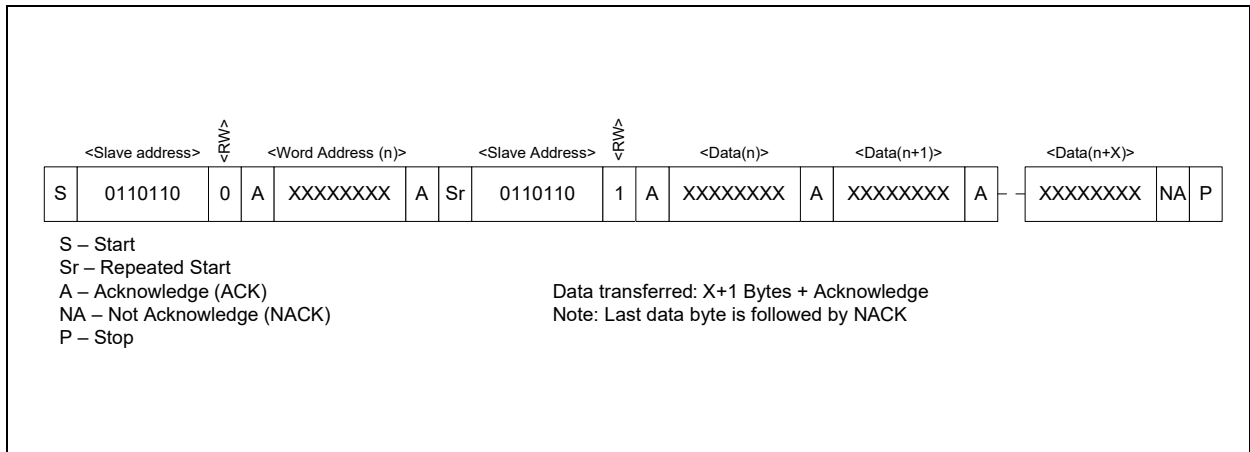 <Slave address> <RW> <Word Address (n)> <Slave Address> <RW> <Data(n)> <Data(n+1)> <Data(n+X)>
S 0110110 0 A XXXXXXXX A Sr 0110110 1 A XXXXXXXX A XXXXXXXX A XXXXXXXX NA P
S – Start
Sr – Repeated Start
A – Acknowledge (ACK)
NA – Not Acknowledge (NACK)
P – Stop
Data transferred: X+1 Bytes + Acknowledge
Note: Last data byte is followed by NACK